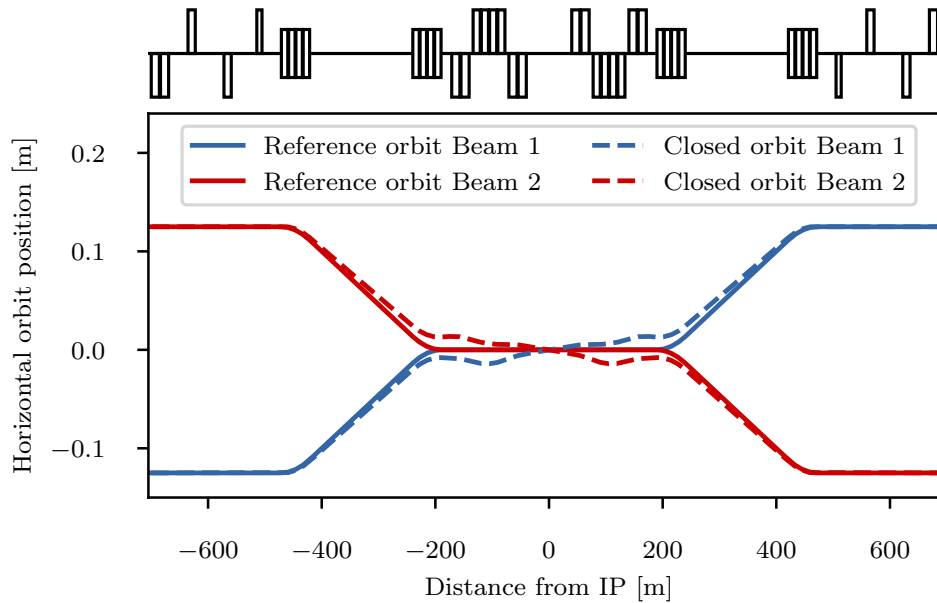 Reference orbit Beam 1
Reference orbit Beam 2
Closed orbit Beam 1
Closed orbit Beam 2
Horizontal orbit position [m]
0.2
0.1
0.0
−0.1
−600
−400
−200
0
200
400
600
Distance from IP [m]